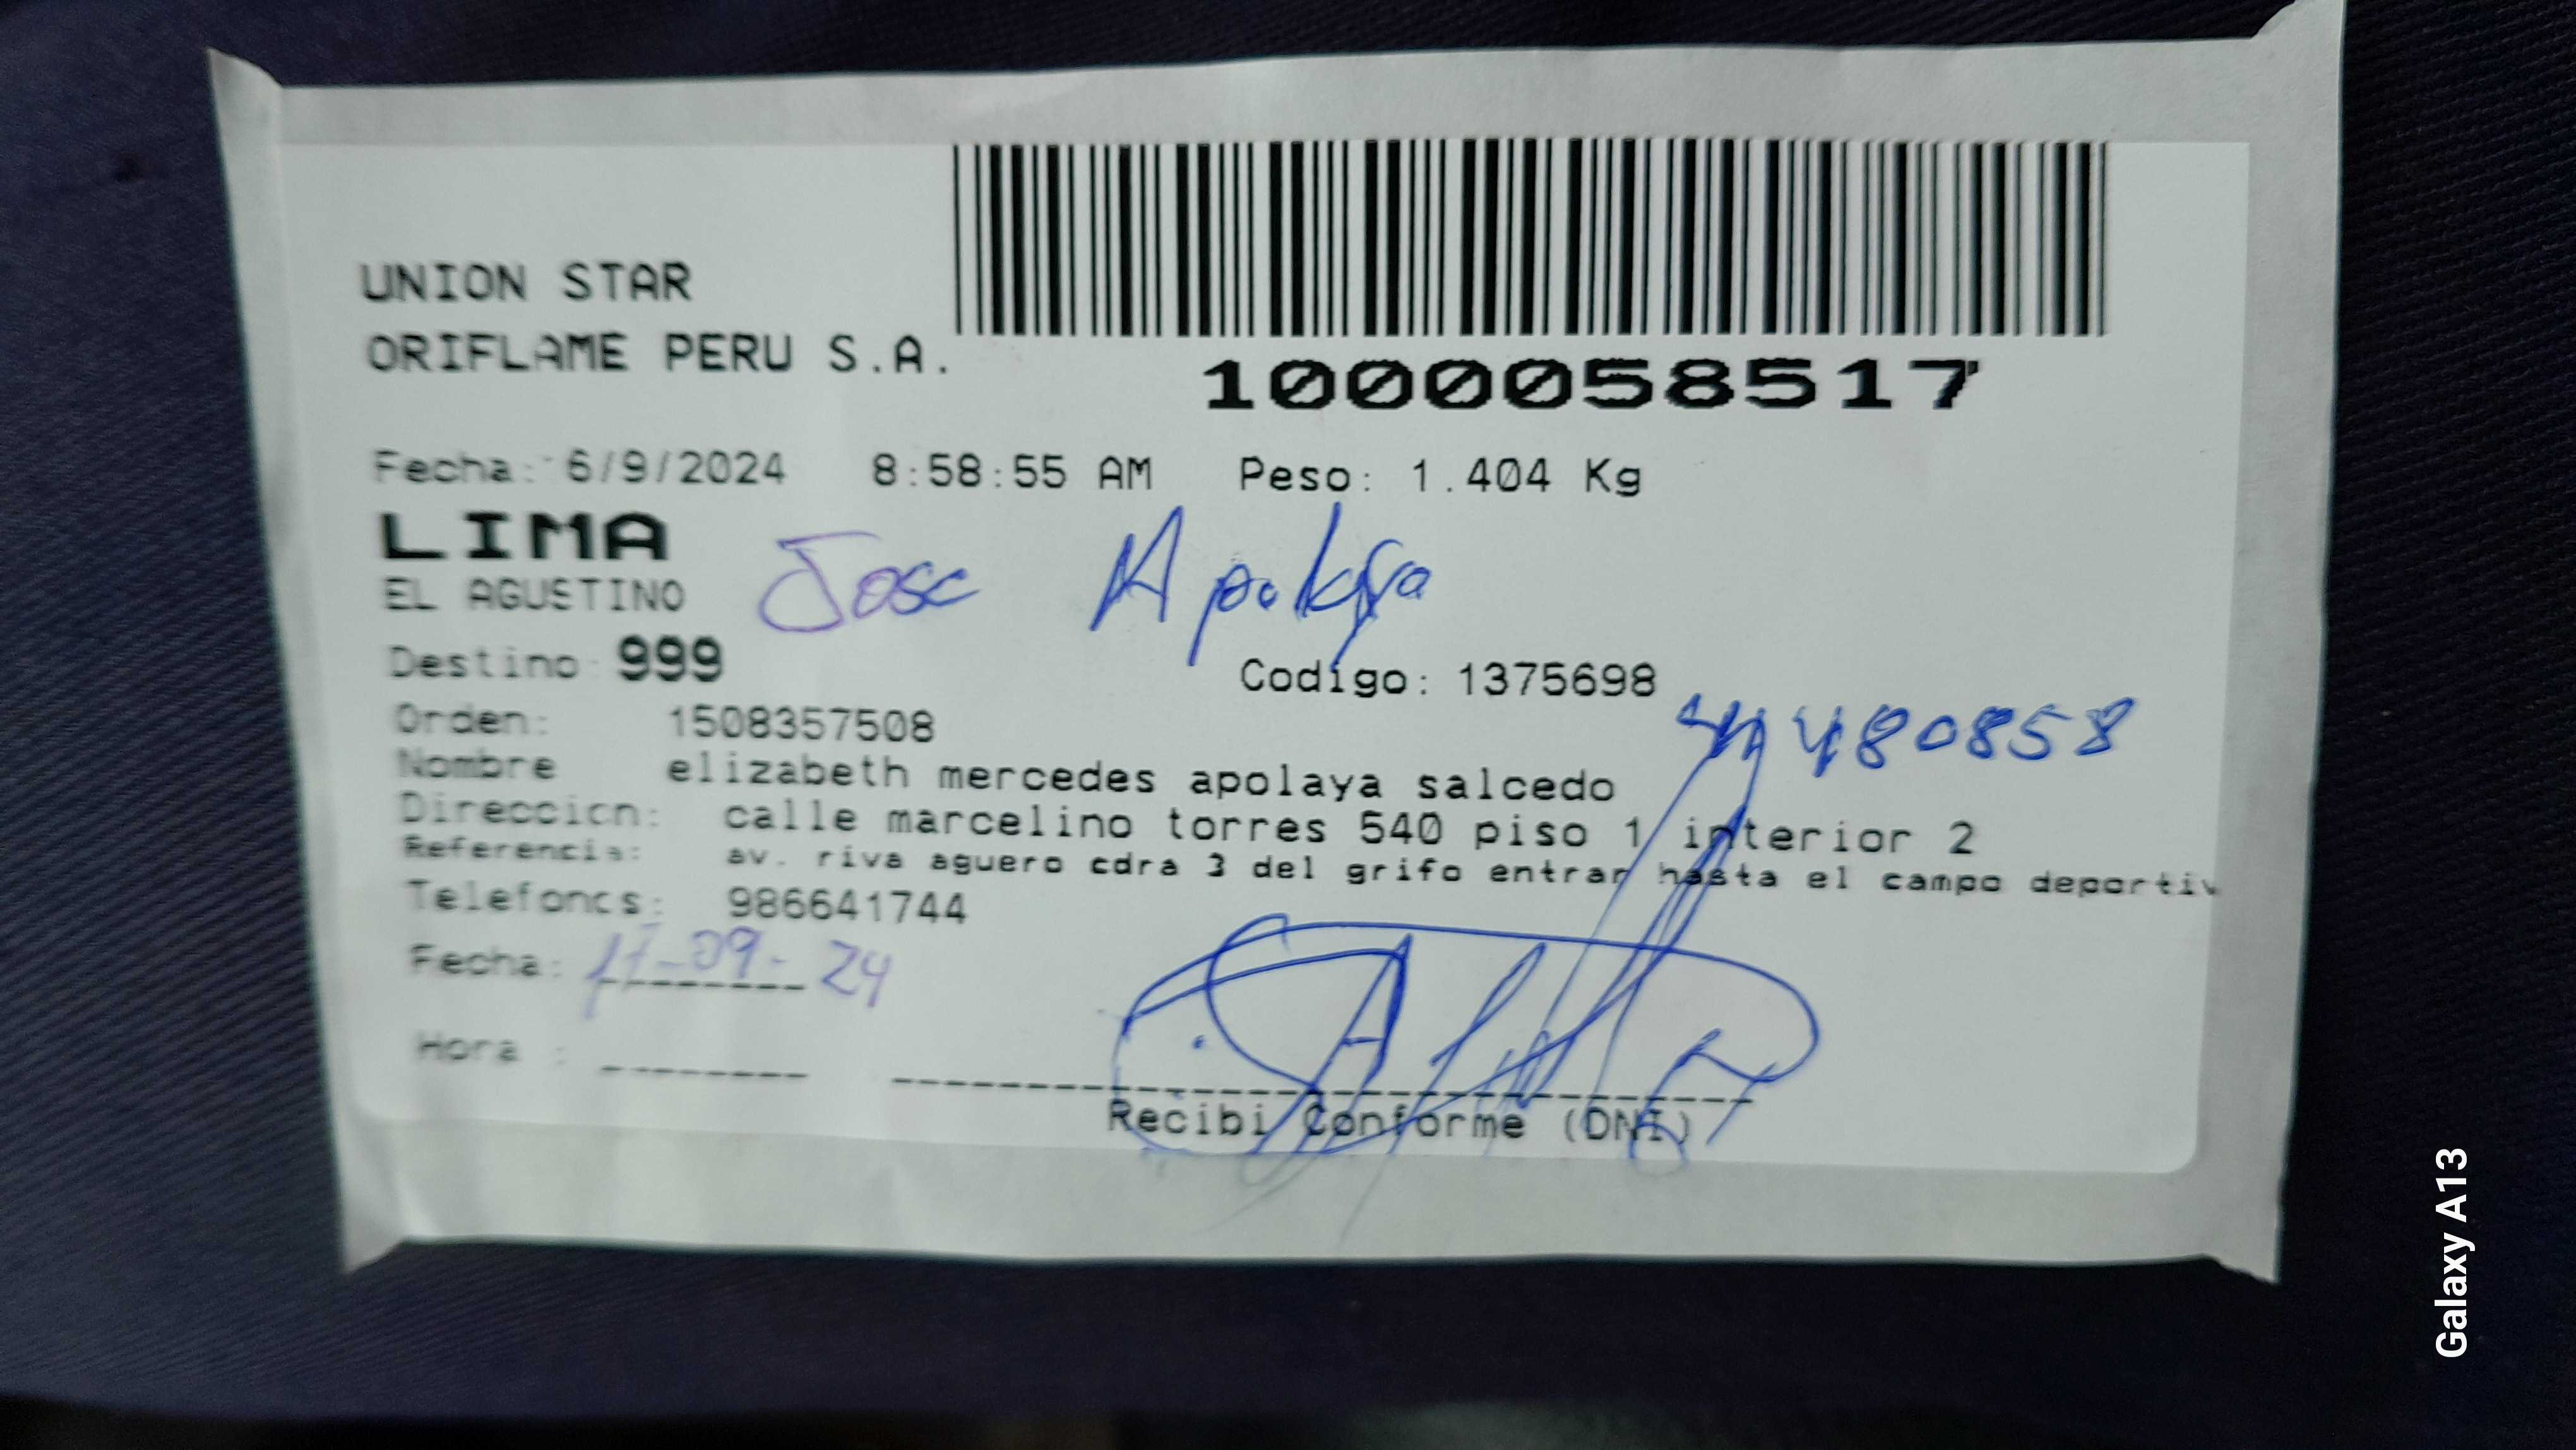 UNION STAR
ORIFLAME PERU S.A.
1000058517
Fecha: 6/9/2024 8:58:55 AM Peso: 1.404 Kg
LIMA
EL AGUSTINO
Jose Apolaya
Destino 999
Codigo: 1375698
Orden: 1508357508
480858
Nombre elizabeth mercedes apolaya salcedo
Direccion: calle marcelino torres 540 piso 1 interior 2
Referencia: av. riva aguero cdra 3 del grifo entrar hasta el campo deportiv
Telefonos: 986641744
Fecha: -09-24
Hora :
Recibi Conforme (DNI)
Galaxy A13